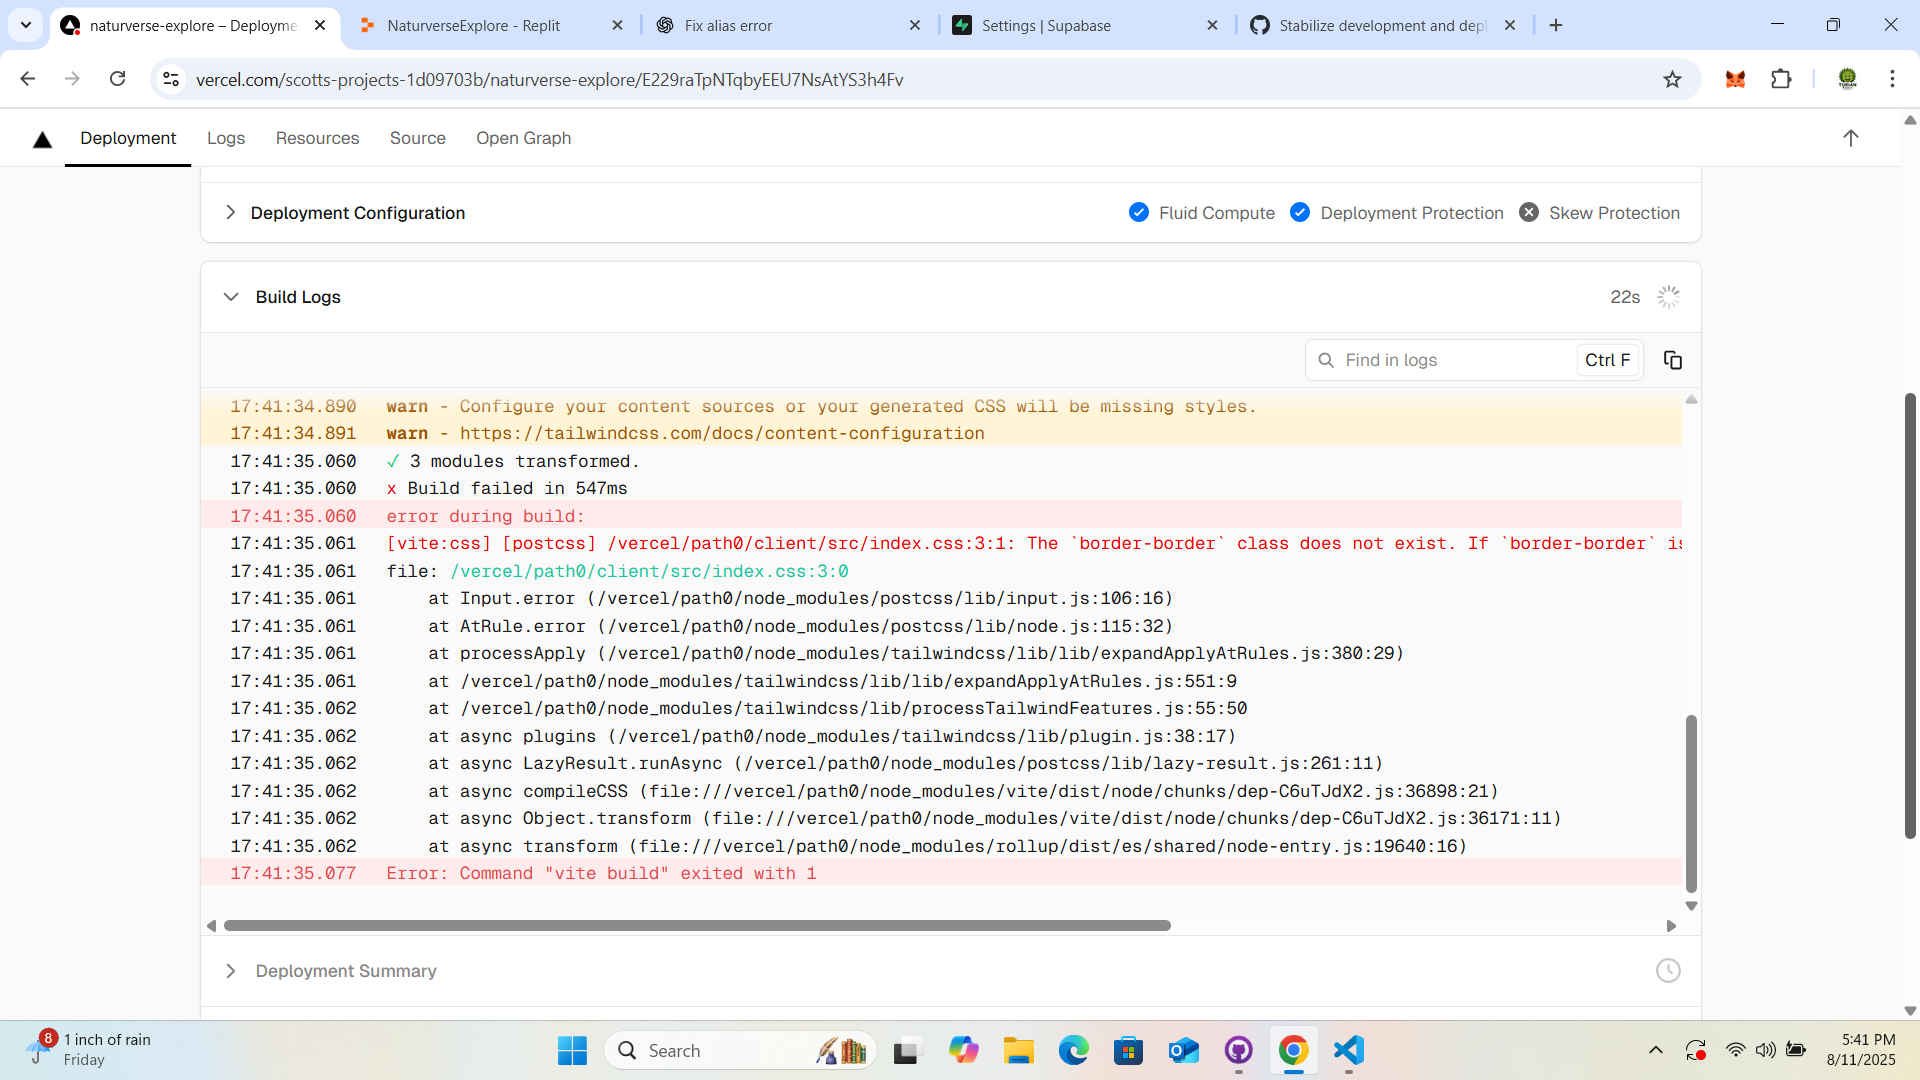 naturverse-explore – Deployme
NaturverseExplore - Replit
Fix alias error
Settings | Supabase
Stabilize development and depl
vercel.com/scotts-projects-1d09703b/naturverse-explore/E229raTpNTqbyEEU7NsAtYS3h4Fv
Deployment
Logs
Resources
Source
Open Graph
Deployment Configuration
Fluid Compute
Deployment Protection
Skew Protection
Build Logs
22s
Find in logs
Ctrl F
17:41:34.890 warn - Configure your content sources or your generated CSS will be missing styles.
17:41:34.891 warn - https://tailwindcss.com/docs/content-configuration
17:41:35.060 ✓ 3 modules transformed.
17:41:35.060 x Build failed in 547ms
17:41:35.060 error during build:
17:41:35.061 [vite:css] [postcss] /vercel/path0/client/src/index.css:3:1: The `border-border` class does not exist. If `border-border` is
17:41:35.061 file: /vercel/path0/client/src/index.css:3:0
17:41:35.061 at Input.error (/vercel/path0/node_modules/postcss/lib/input.js:106:16)
17:41:35.061 at AtRule.error (/vercel/path0/node_modules/postcss/lib/node.js:115:32)
17:41:35.061 at processApply (/vercel/path0/node_modules/tailwindcss/lib/lib/expandApplyAtRules.js:380:29)
17:41:35.061 at /vercel/path0/node_modules/tailwindcss/lib/lib/expandApplyAtRules.js:551:9
17:41:35.062 at /vercel/path0/node_modules/tailwindcss/lib/processTailwindFeatures.js:55:50
17:41:35.062 at async plugins (/vercel/path0/node_modules/tailwindcss/lib/plugin.js:38:17)
17:41:35.062 at async LazyResult.runAsync (/vercel/path0/node_modules/postcss/lib/lazy-result.js:261:11)
17:41:35.062 at async compileCSS (file:///vercel/path0/node_modules/vite/dist/node/chunks/dep-C6uTJdX2.js:36898:21)
17:41:35.062 at async Object.transform (file:///vercel/path0/node_modules/vite/dist/node/chunks/dep-C6uTJdX2.js:36171:11)
17:41:35.062 at async transform (file:///vercel/path0/node_modules/rollup/dist/es/shared/node-entry.js:19640:16)
17:41:35.077 Error: Command "vite build" exited with 1
Deployment Summary
8
1 inch of rain
Friday
Search
5:41 PM
8/11/2025